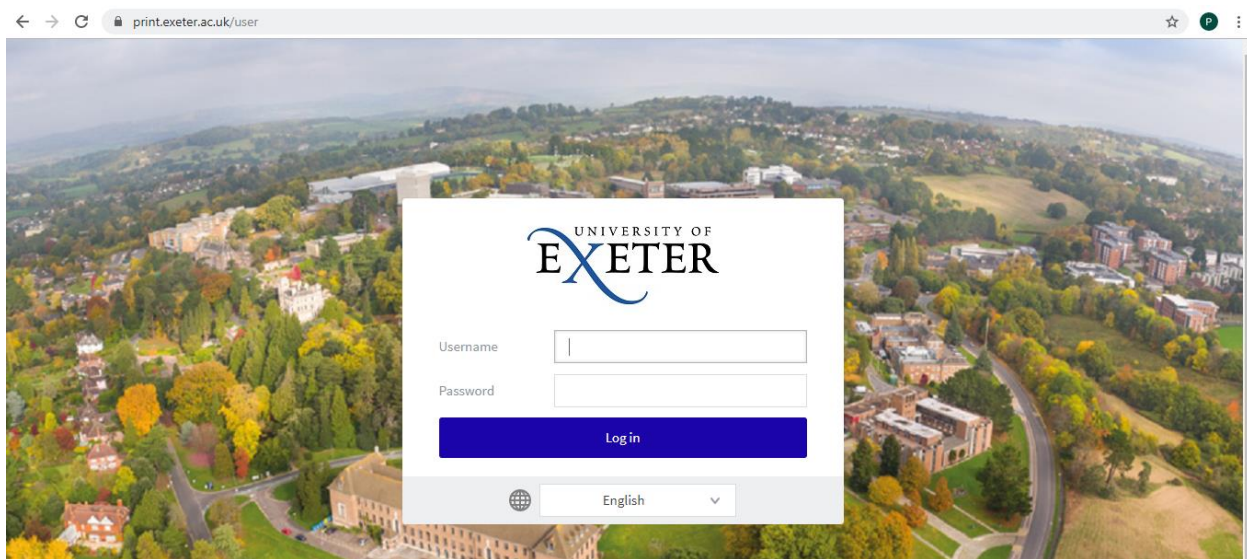 print.exeter.ac.uk/user
P
UNIVERSITY OF
EXETER
Username
Password
Log in
English